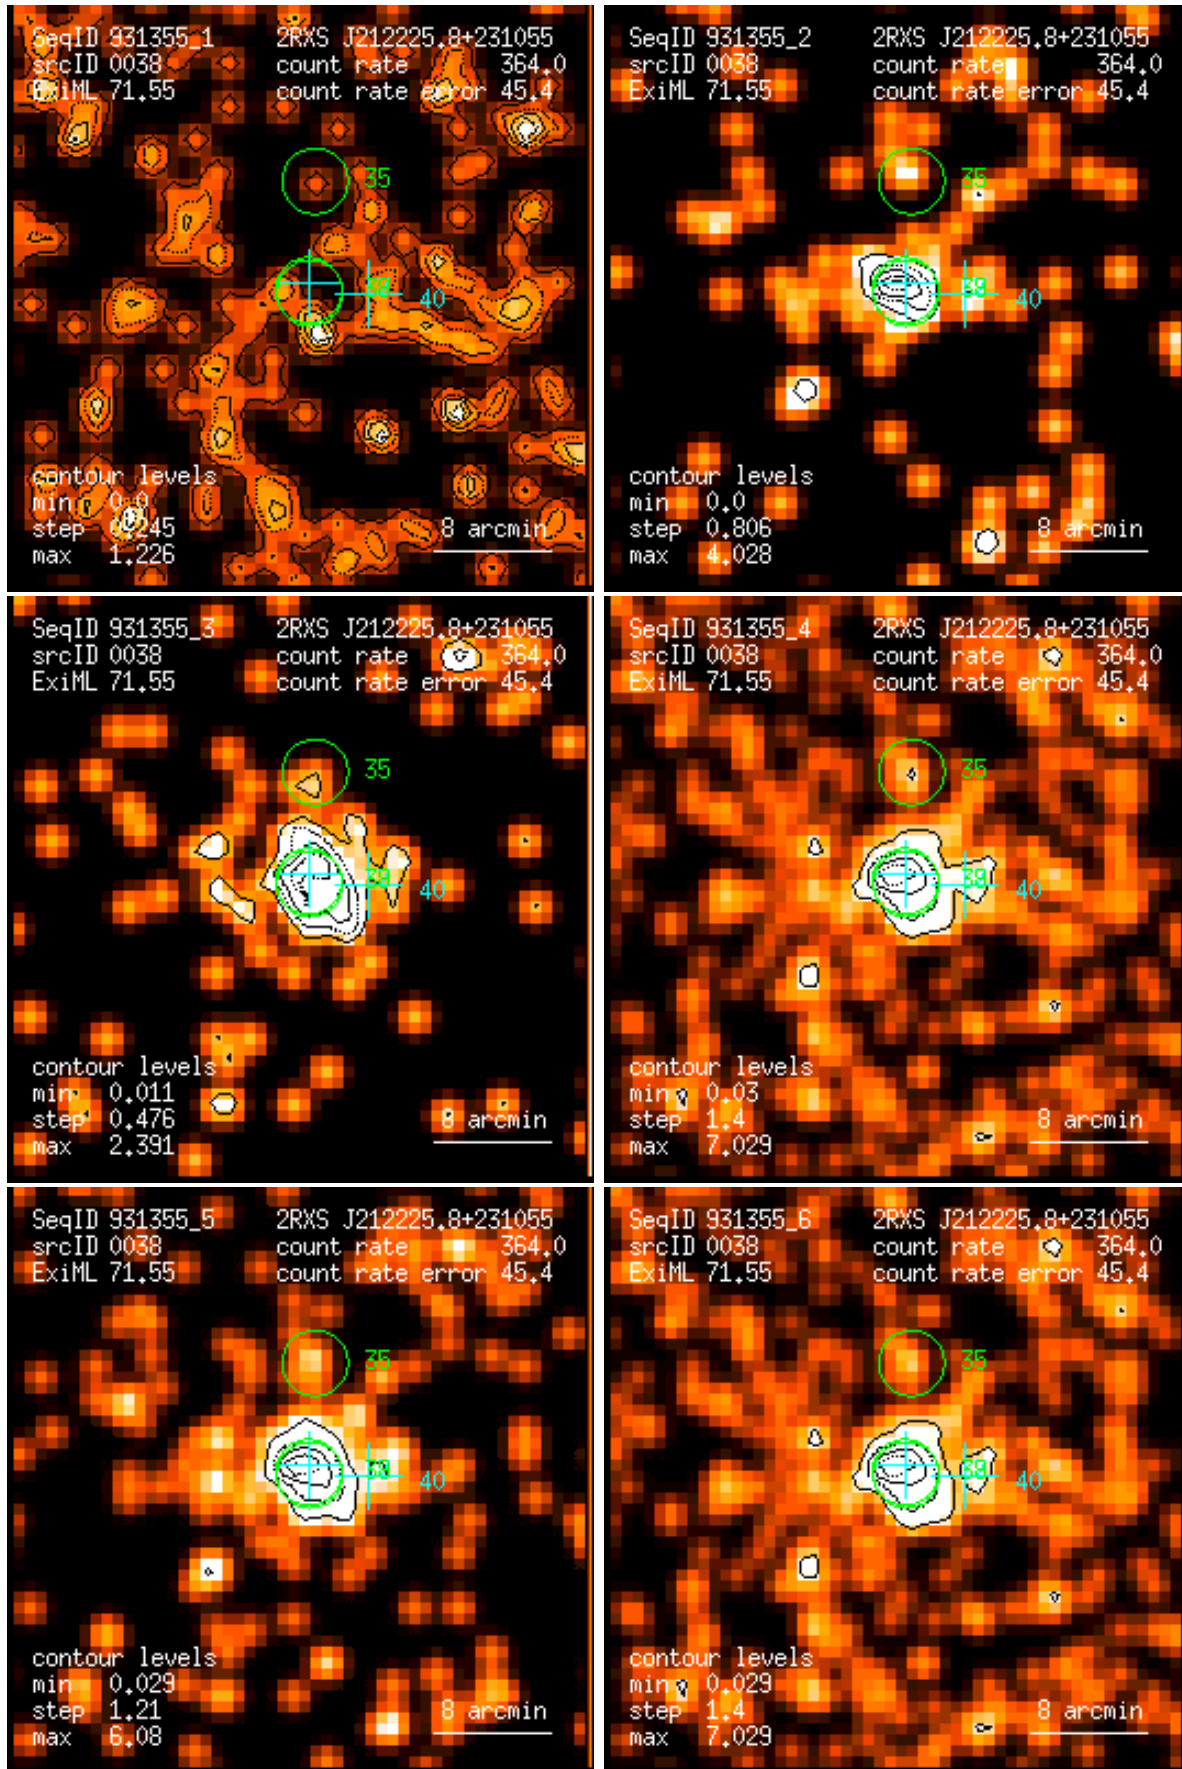 SeqID 931355_1 2RXS J212225.8+231055
srcID 0038 count rate 364.0
ExiML 71.55 count rate error 45.4
35
40
contour levels
min 0.0
step 0.245 8 arcmin
max 1.226
SeqID 931355_2 2RXS J212225.8+231055
srcID 0038 count rate 364.0
ExiML 71.55 count rate error 45.4
35
40
contour levels
min 0.0
step 0.806 8 arcmin
max 4.028
SeqID 931355_3 2RXS J212225.8+231055
srcID 0038 count rate 364.0
ExiML 71.55 count rate error 45.4
35
40
contour levels
min 0.011
step 0.476 8 arcmin
max 2.391
SeqID 931355_4 2RXS J212225.8+231055
srcID 0038 count rate 364.0
ExiML 71.55 count rate error 45.4
35
40
contour levels
min 0.03
step 1.4 8 arcmin
max 7.029
SeqID 931355_5 2RXS J212225.8+231055
srcID 0038 count rate 364.0
ExiML 71.55 count rate error 45.4
35
40
contour levels
min 0.029
step 1.21 8 arcmin
max 6.08
SeqID 931355_6 2RXS J212225.8+231055
srcID 0038 count rate 364.0
ExiML 71.55 count rate error 45.4
35
40
contour levels
min 0.029
step 1.4 8 arcmin
max 7.029